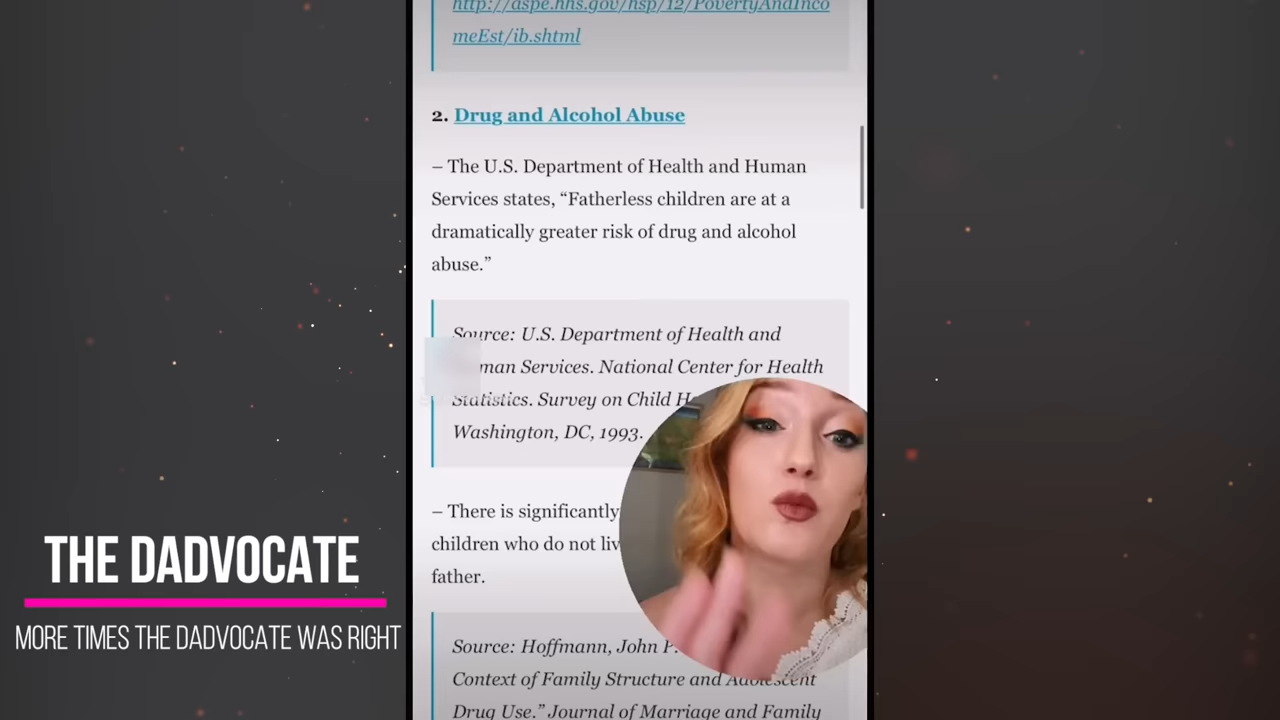 http://aspe.hhs.gov/hsp/12/PovertyAndInco
meEst/ib.shtml
2. Drug and Alcohol Abuse
– The U.S. Department of Health and Human
Services states, “Fatherless children are at a
dramatically greater risk of drug and alcohol
abuse.”
Source: U.S. Department of Health and
man Services. National Center for Health
Statistics. Survey on Child
Washington, DC, 1993.
– There is significantly
children who do not liv
father.
Source: Hoffmann, John P.
Context of Family Structure and Adolescent
Drug Use.” Journal of Marriage and Family
THE DADVOCATE
MORE TIMES THE DADVOCATE WAS RIGHT